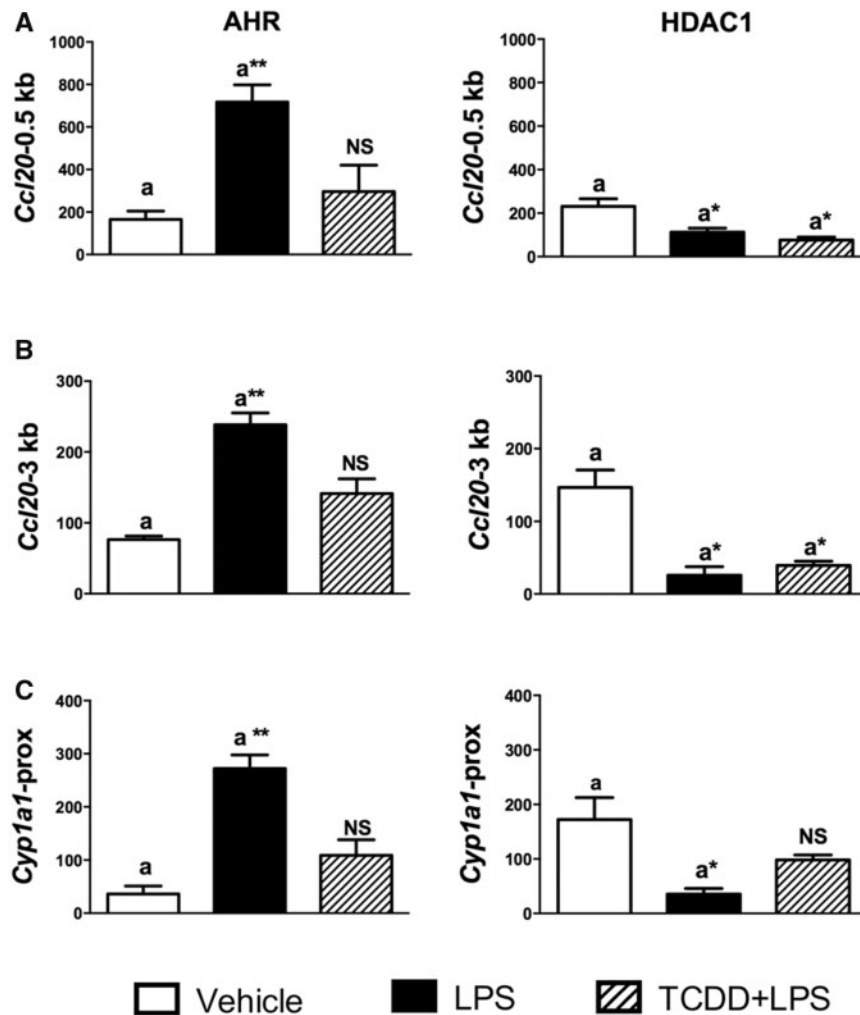 A
AHR
HDAC1
Ccl20-0.5 kb
1000
800
600
400
200
0
a
a**
NS
Ccl20-0.5 kb
1000
800
600
400
200
0
a
a*
a*
B
Ccl20-3 kb
300
200
100
0
a
a**
NS
Ccl20-3 kb
300
200
100
0
a
a*
a*
C
Cyp1a1-prox
400
300
200
100
0
a
a **
NS
Cyp1a1-prox
400
300
200
100
0
a
a*
NS
Vehicle
LPS
TCDD+LPS